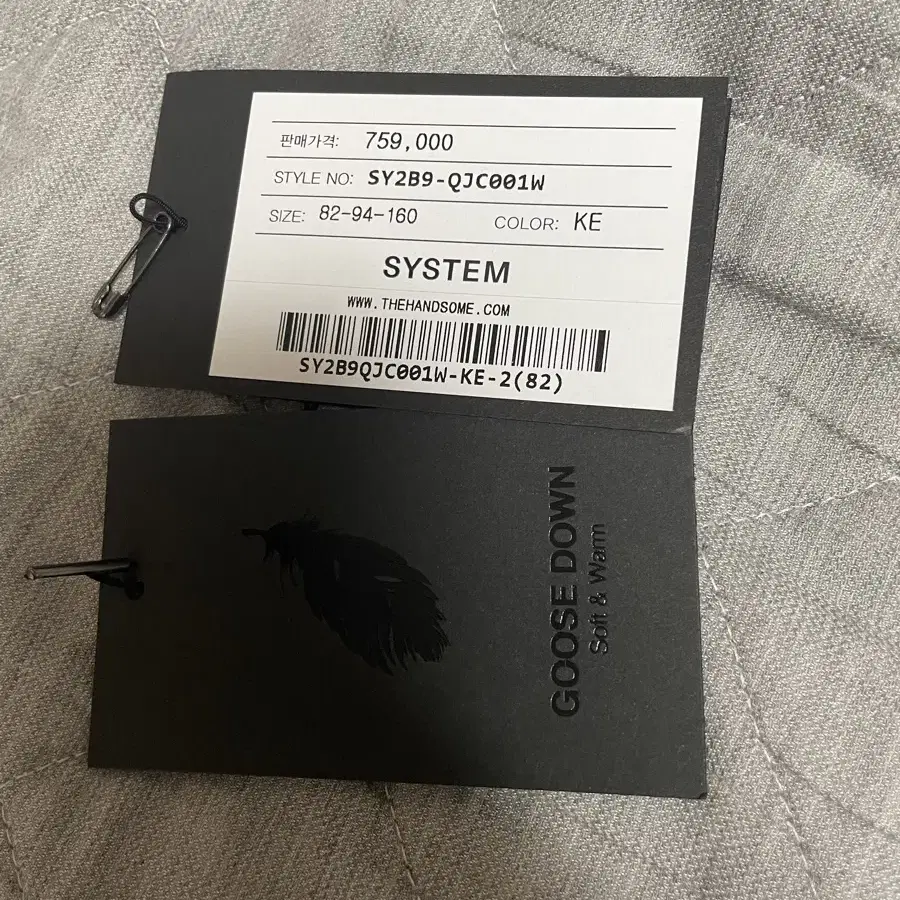 판매가격: 759,000
STYLE NO: SY2B9-QJC001W
SIZE: 82-94-160 COLOR: KE
SYSTEM
WWW.THEHANDSOME.COM
SY2B9QJC001W-KE-2(82)
GOOSE DOWN
Soft & Warm